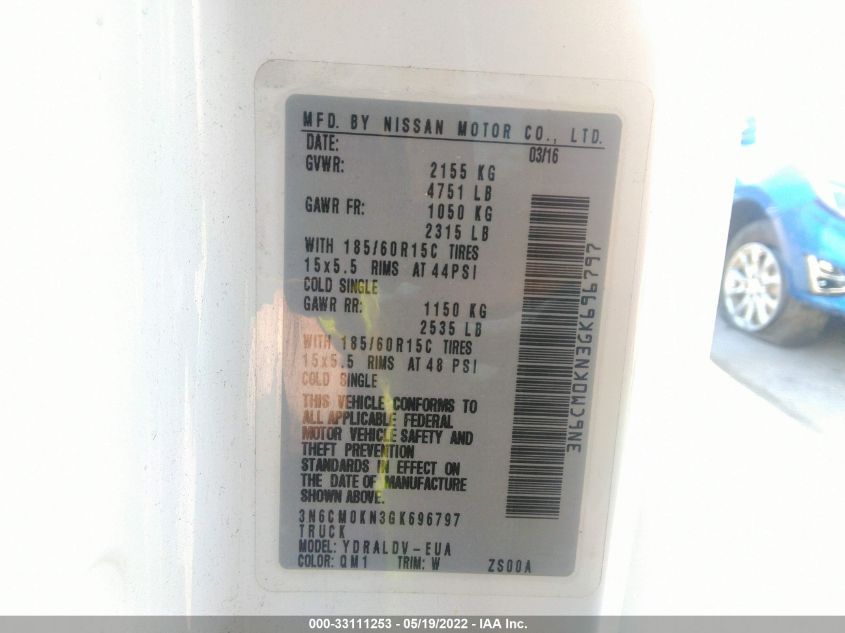 MFD. BY NISSAN MOTOR CO., LTD.
DATE: 03/16
GVWR: 2155 KG
4751 LB
GAWR FR: 1050 KG
2315 LB
WITH 185/60R15C TIRES
15x5.5 RIMS AT 44PSI
COLD SINGLE
GAWR RR: 1150 KG
2535 LB
WITH 185/60R15C TIRES
15x5.5 RIMS AT 48 PSI
COLD SINGLE
THIS VEHICLE CONFORMS TO
ALL APPLICABLE FEDERAL
MOTOR VEHICLE SAFETY AND
THEFT PREVENTION
STANDARDS IN EFFECT ON
THE DATE OF MANUFACTURE
SHOWN ABOVE.
3N6CM0KN3GK696797
TRUCK
MODEL: YDRALDV-EUA
COLOR: QM1 TRIM: W ZS00A
3N6CM0KN3GK696797
000-33111253 - 05/19/2022 - IAA Inc.